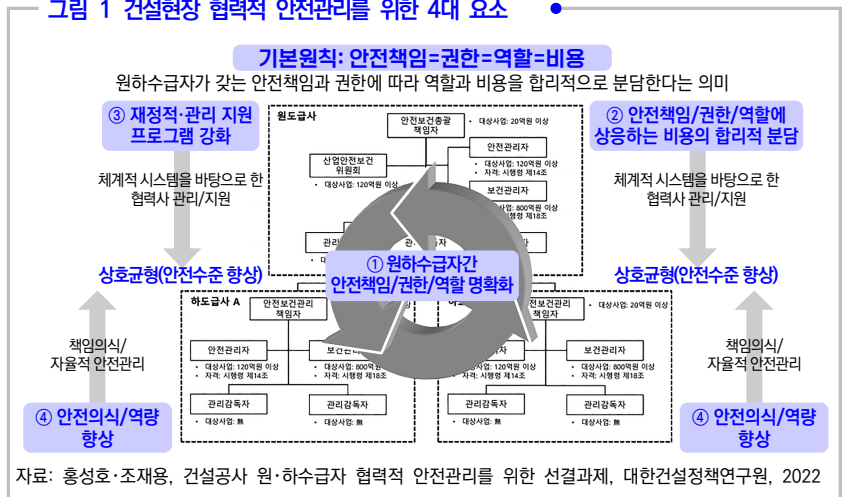 그림 1 건설현장 협력적 안전관리를 위한 4대 요소
기본원칙: 안전책임=권한=역할=비용
원하수급자가 갖는 안전책임과 권한에 따라 역할과 비용을 합리적으로 분담한다는 의미
③ 재정적·관리 지원
프로그램 강화
체계적 시스템을 바탕으로 한
협력사 관리/지원
상호균형(안전수준 향상)
책임의식/
자율적 안전관리
④ 안전의식/역량
향상
원도급사
안전보건총괄
책임자
• 대상사업: 20억원 이상
안전관리자
• 대상사업: 120억원 이상
• 자격: 시행령 제14조
산업안전보건
위원회
• 대상사업: 120억원
보건관리자
800억원 이상
시행령 제18조
① 원하수급자간
안전책임/권한/역할 명확화
하도급사 A
안전보건관리
책임자
안전관리자
• 대상사업: 120억원 이상
• 자격: 시행령 제14조
보건관리자
• 대상사업: 800억원
• 자격: 시행령 제18조
관리감독자
• 대상사업: 無
관리감독자
• 대상사업: 無
안전보건관리
책임자
• 대상사업: 20억원 이상
관리자
120억원 이상
• 자격: 시행령 제14조
보건관리자
• 대상사업: 800억원 이상
• 자격: 시행령 제18조
관리감독자
• 대상사업: 無
관리감독자
• 대상사업: 無
② 안전책임/권한/역할에
상응하는 비용의 합리적 분담
체계적 시스템을 바탕으로 한
협력사 관리/지원
상호균형(안전수준 향상)
책임의식/
자율적 안전관리
④ 안전의식/역량
향상
자료: 홍성호·조재용, 건설공사 원·하수급자 협력적 안전관리를 위한 선결과제, 대한건설정책연구원, 2022